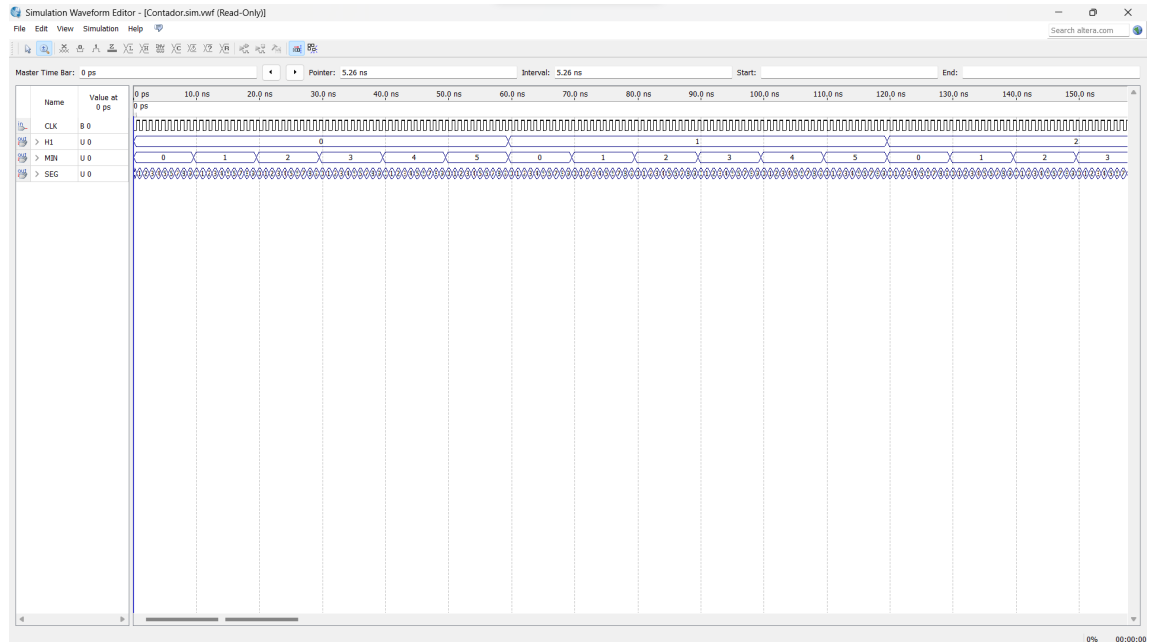 Simulation Waveform Editor - [Contador.sim.vwf (Read-Only)]
File Edit View Simulation Help
Search altera.com
Master Time Bar: 0 ps Pointer: 5.26 ns Interval: 5.26 ns Start: End:
Name Value at 0 ps
0 ps 10.0 ns 20.0 ns 30.0 ns 40.0 ns 50.0 ns 60.0 ns 70.0 ns 80.0 ns 90.0 ns 100.0 ns 110.0 ns 120.0 ns 130.0 ns 140.0 ns 150.0 ns
0 ps
CLK B 0
H1 U 0 0 1 2
MIN U 0 0 1 2 3 4 5 0 1 2 3 4 5 0 1 2 3
SEG U 0
0% 00:00:00